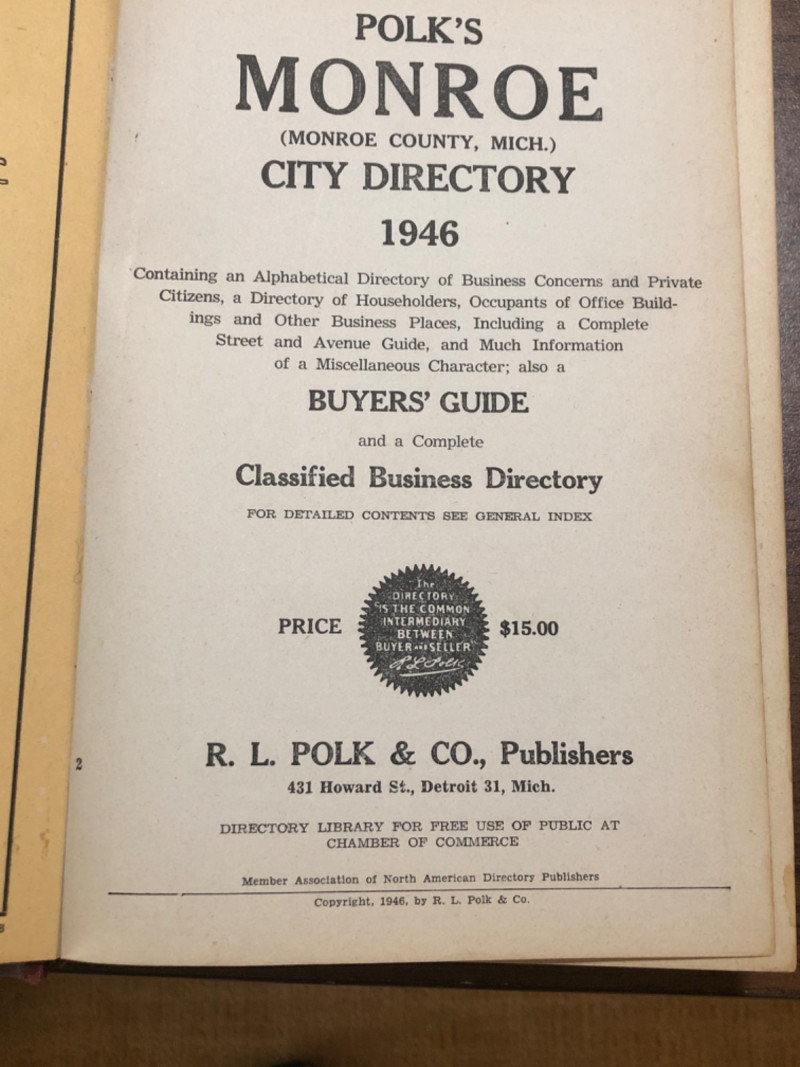 POLK'S
MONROE
(MONROE COUNTY, MICH.)
CITY DIRECTORY
1946
Containing an Alphabetical Directory of Business Concerns and Private
Citizens, a Directory of Householders, Occupants of Office Build-
ings and Other Business Places, Including a Complete
Street and Avenue Guide, and Much Information
of a Miscellaneous Character; also a
BUYERS' GUIDE
and a Complete
Classified Business Directory
FOR DETAILED CONTENTS SEE GENERAL INDEX
PRICE
The
DIRECTORY
IS THE COMMON
INTERMEDIARY
BETWEEN
BUYER AND SELLER
R. L. Polk
$15.00
R. L. POLK & CO., Publishers
2
431 Howard St., Detroit 31, Mich.
DIRECTORY LIBRARY FOR FREE USE OF PUBLIC AT
CHAMBER OF COMMERCE
Member Association of North American Directory Publishers
Copyright, 1946, by R. L. Polk & Co.